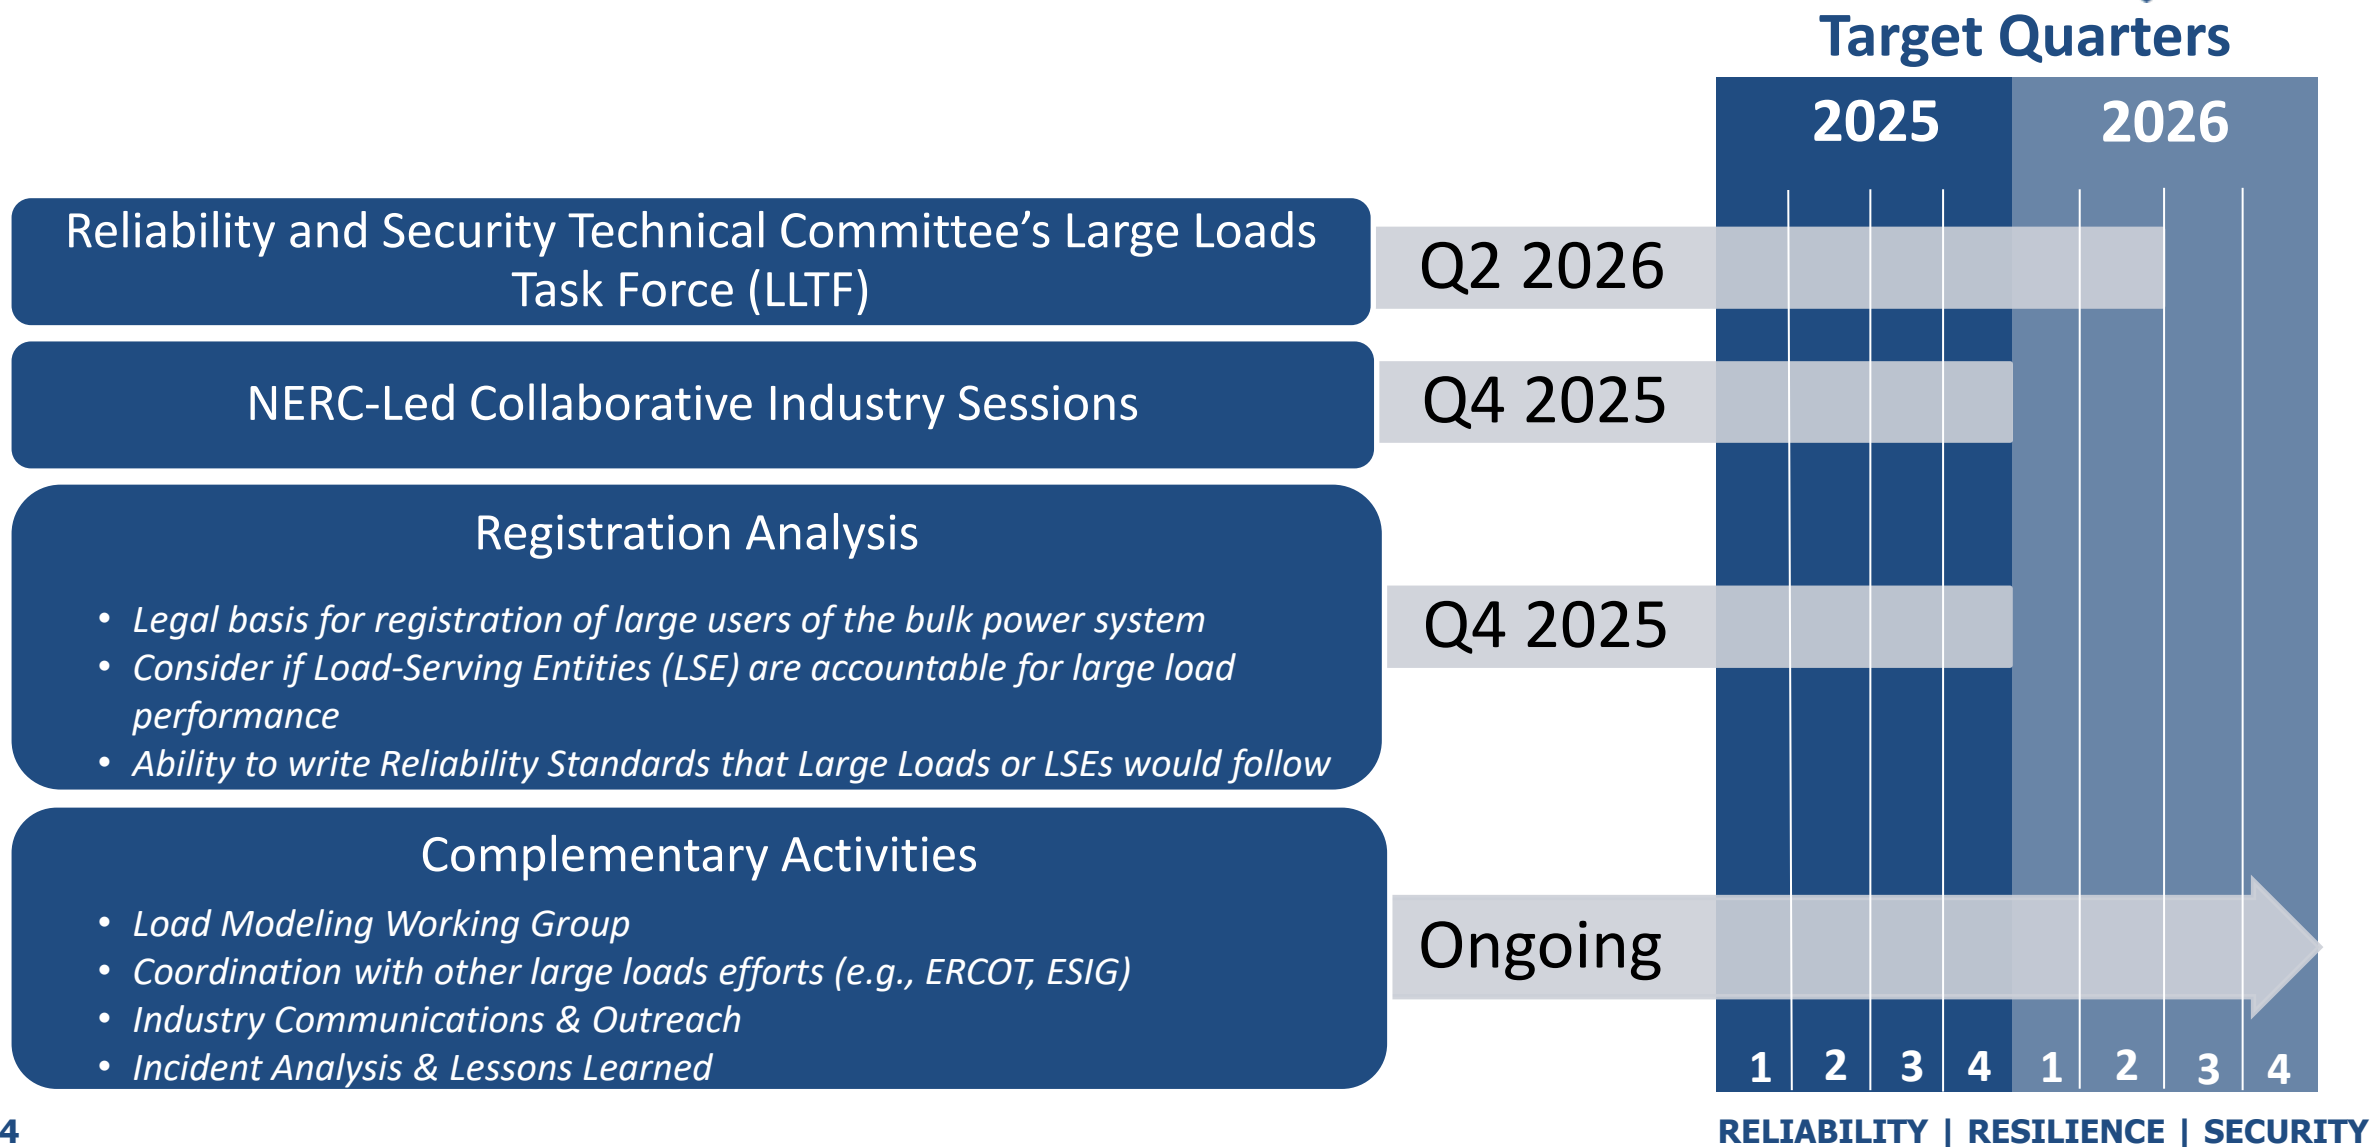 Target Quarters
2025
2026
Reliability and Security Technical Committee’s Large Loads
Task Force (LLTF)
Q2 2026
NERC-Led Collaborative Industry Sessions
Q4 2025
Registration Analysis
• Legal basis for registration of large users of the bulk power system
• Consider if Load-Serving Entities (LSE) are accountable for large load
performance
• Ability to write Reliability Standards that Large Loads or LSEs would follow
Q4 2025
Complementary Activities
• Load Modeling Working Group
• Coordination with other large loads efforts (e.g., ERCOT, ESIG)
• Industry Communications & Outreach
• Incident Analysis & Lessons Learned
Ongoing
1 2 3 4 1 2 3 4
4
RELIABILITY | RESILIENCE | SECURITY